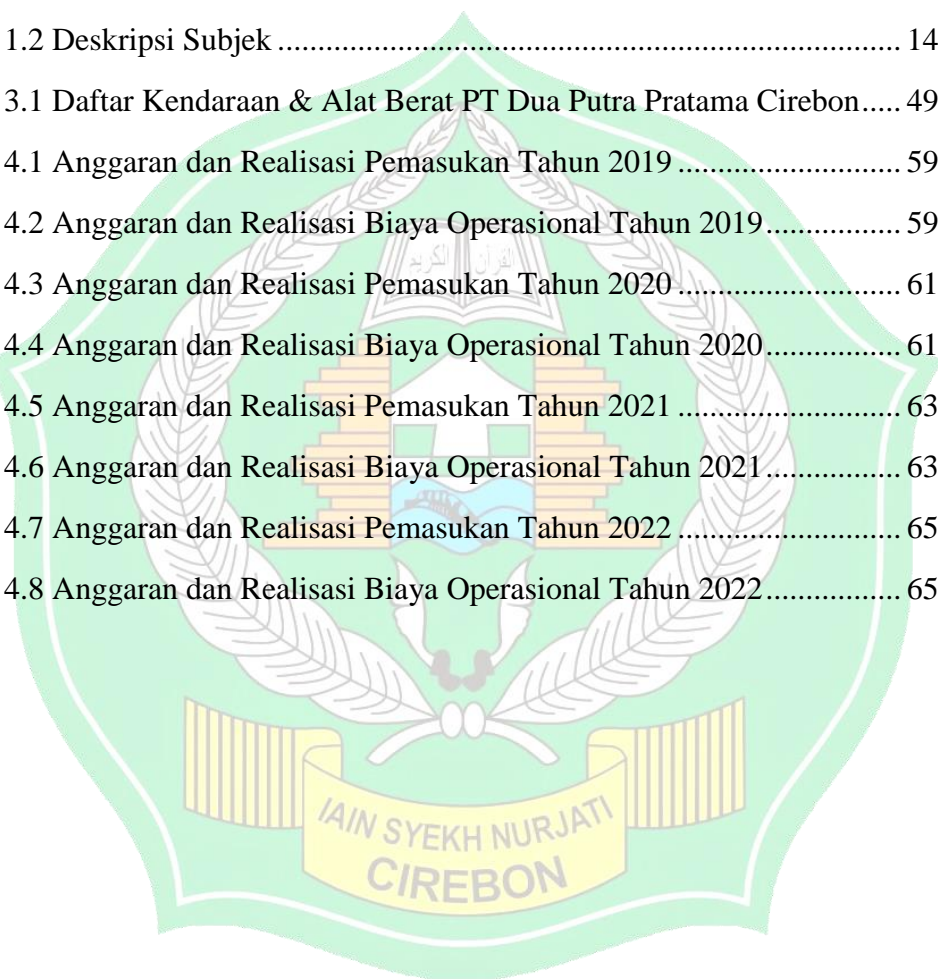 1.2 Deskripsi Subjek ................................................................................ 14
3.1 Daftar Kendaraan & Alat Berat PT Dua Putra Pratama Cirebon ..... 49
4.1 Anggaran dan Realisasi Pemasukan Tahun 2019 ........................... 59
4.2 Anggaran dan Realisasi Biaya Operasional Tahun 2019 ................ 59
4.3 Anggaran dan Realisasi Pemasukan Tahun 2020 ........................... 61
4.4 Anggaran dan Realisasi Biaya Operasional Tahun 2020 ................ 61
4.5 Anggaran dan Realisasi Pemasukan Tahun 2021 ........................... 63
4.6 Anggaran dan Realisasi Biaya Operasional Tahun 2021 ................ 63
4.7 Anggaran dan Realisasi Pemasukan Tahun 2022 ........................... 65
4.8 Anggaran dan Realisasi Biaya Operasional Tahun 2022 ................ 65
القرآن الكريم
IAIN SYEKH NURJATI
CIREBON